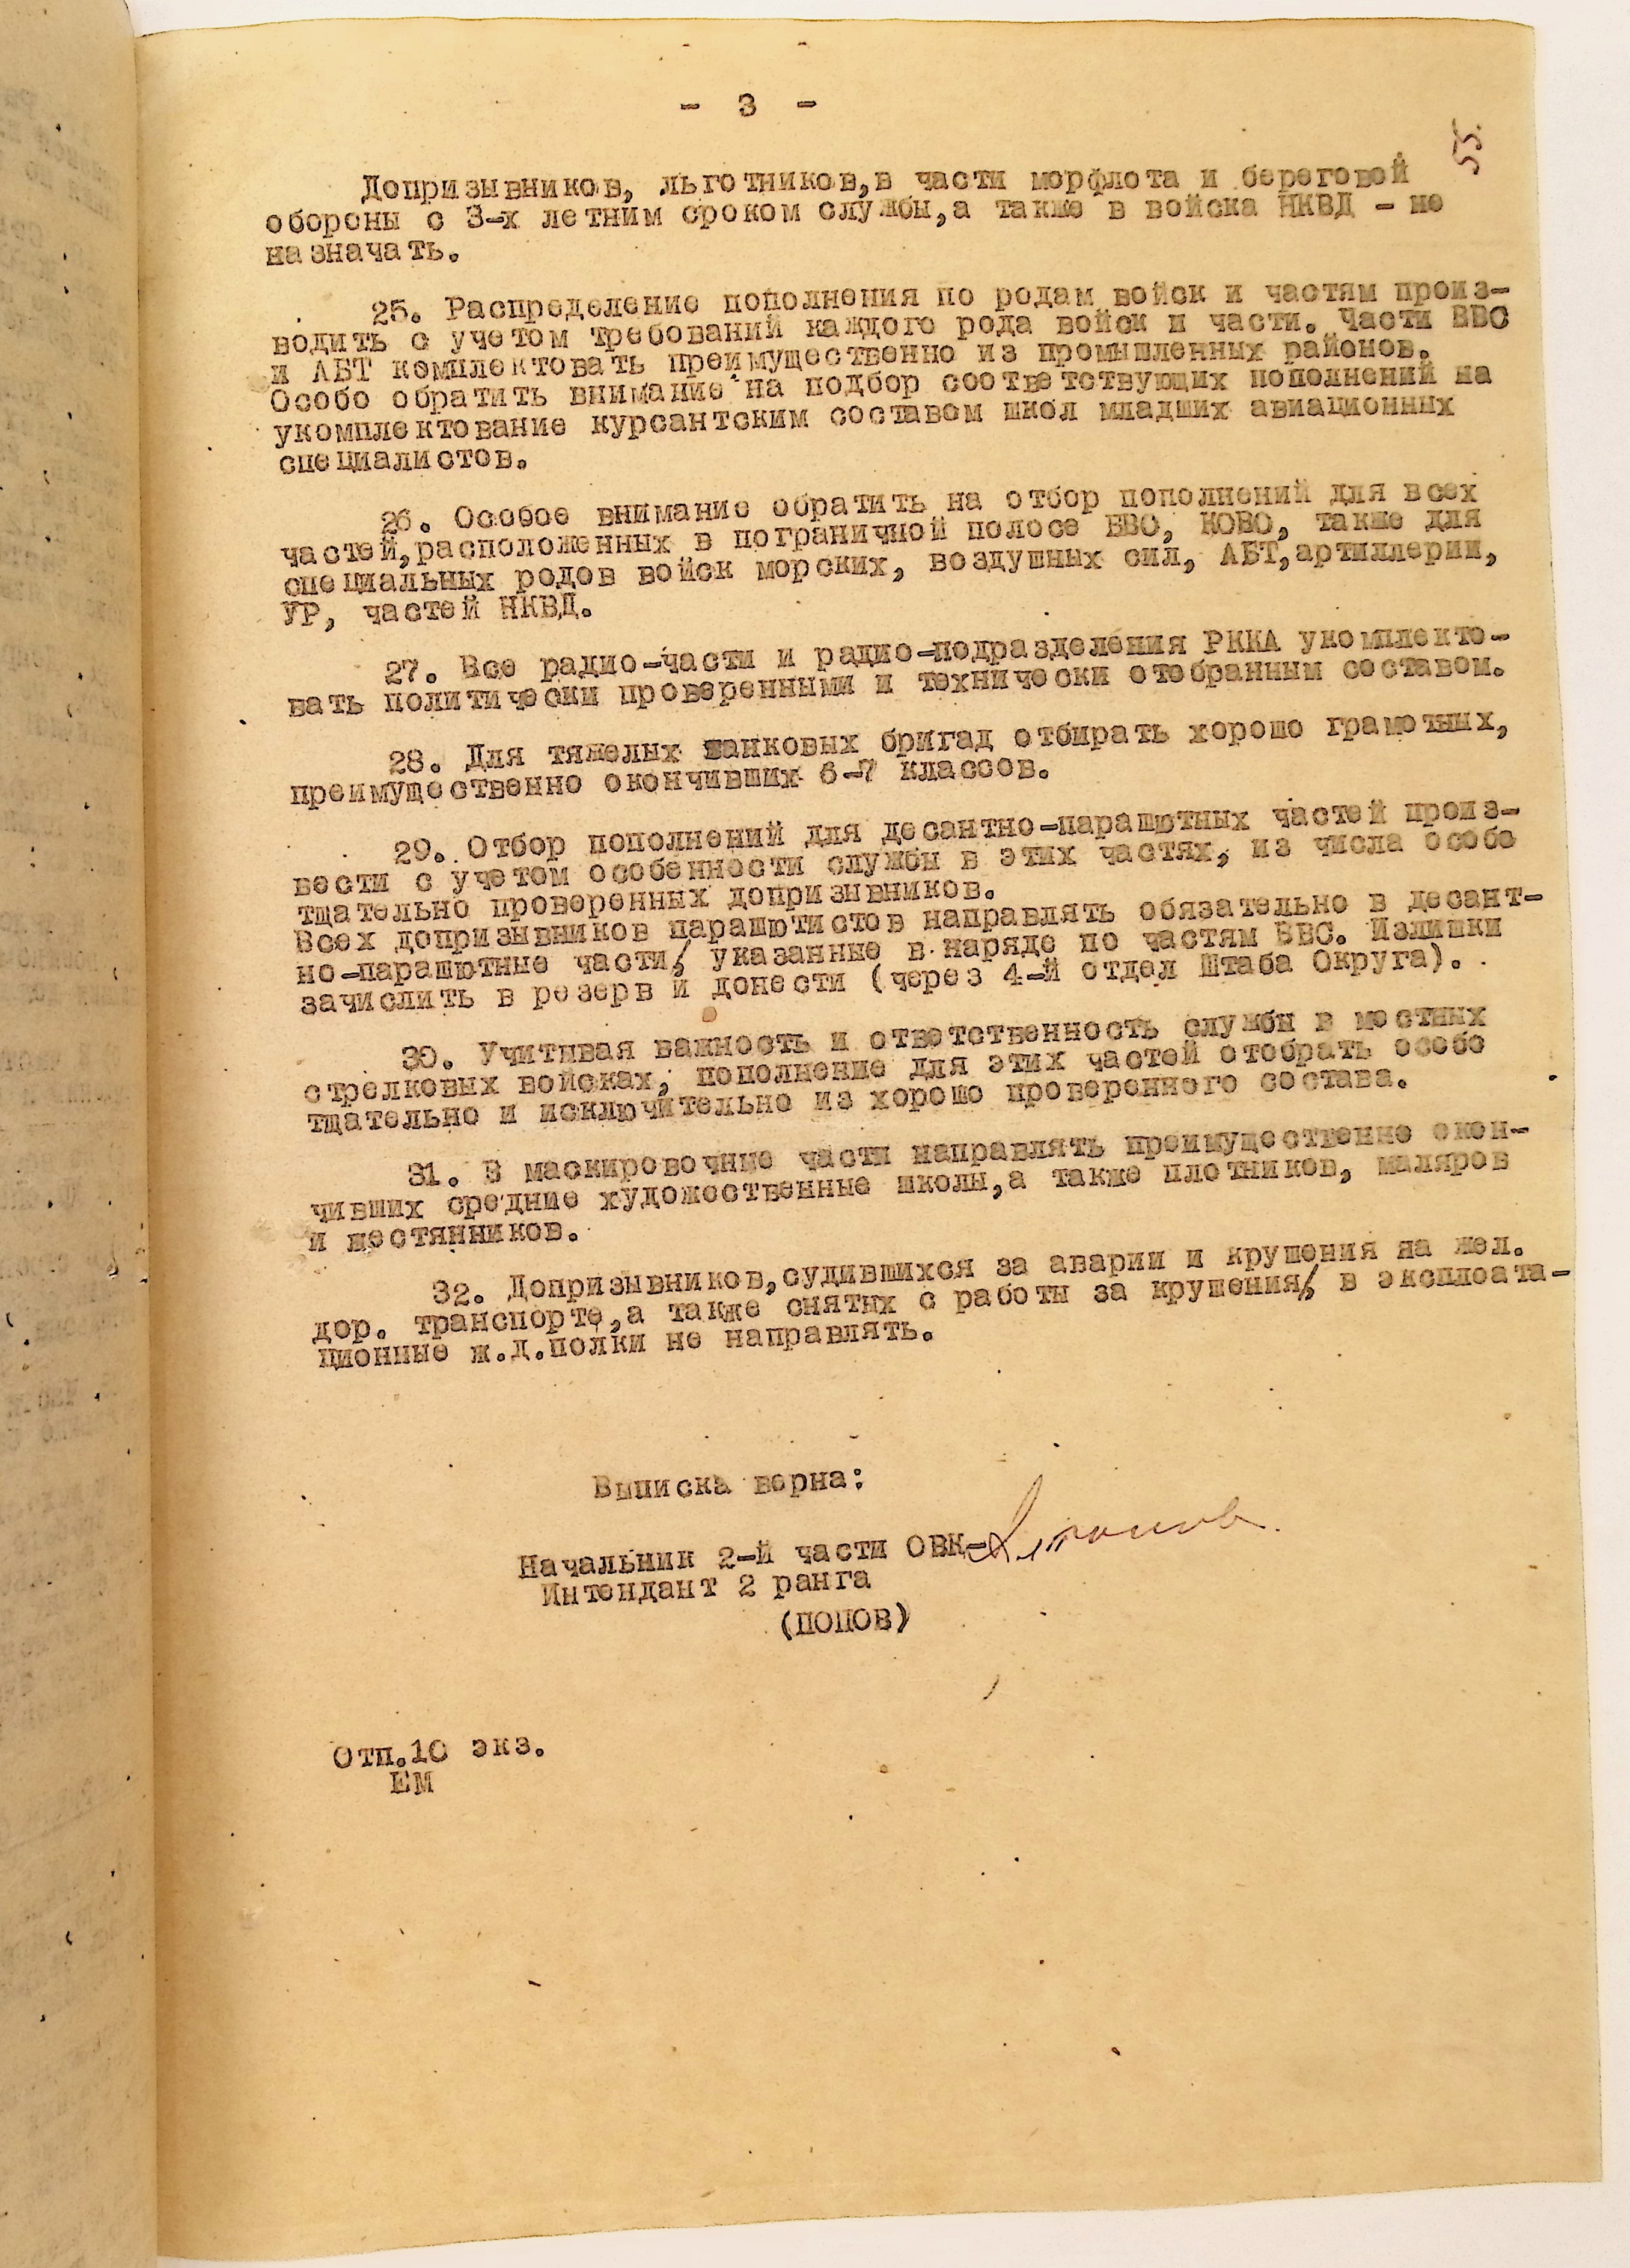 - 3 -
55.
Допризывников, льготников,в части морфлота и береговой
обороны с 3-х летним сроком службы,а также в войска НКВД - не
назначать.
25. Распределение пополнения по родам войск и частям произ-
водить с учетом требований каждого рода войск и части. Части ВВС
и АБТ комплектовать преимущественно из промышленных районов.
Особо обратить внимание на подбор соответствующих пополнений на
укомплектование курсантским составом школ младших авиационных
специалистов.
26. Особое внимание обратить на отбор пополнений для всех
частей,расположенных в пограничной полосе БВО, КОВО, также для
специальных родов войск морских, воздушных сил, АБТ,артиллерии,
УР, частей НКВД.
27. Все радио-части и радио-подразделения РККА укомплекто-
вать политически проверенными и технически отобранным составом.
28. Для тяжелых танковых бригад отбирать хорошо грамотных,
преимущественно окончивших 6-7 классов.
29. Отбор пополнений для десантно-парашютных частей произ-
вести с учетом особенности службы в этих частях, из числа особо
тщательно проверенных допризывников.
Всех допризывников парашютистов направлять обязательно в десант-
но-парашютные части, указанные в наряде по частям ВВС. Излишки
зачислить в резерв и донести (через 4-й отдел Штаба Округа).
30. Учитывая важность и ответственность службы в местных
стрелковых войсках, пополнение для этих частей отобрать особо
тщательно и исключительно из хорошо проверенного состава.
31. В маскировочные части направлять преимущественно окон-
чивших средние художественные школы,а также плотников, маляров
и жестянников.
32. Допризывников,судившихся за аварии и крушения на жел.
дор. транспорте,а также снятых с работы за крушения, в эксплоата-
ционные ж.д.полки не направлять.
Выписка верна:
Начальник 2-й части ОВК-
Интендант 2 ранга
(ПОПОВ)
Отп.10 экз.
ЕМ